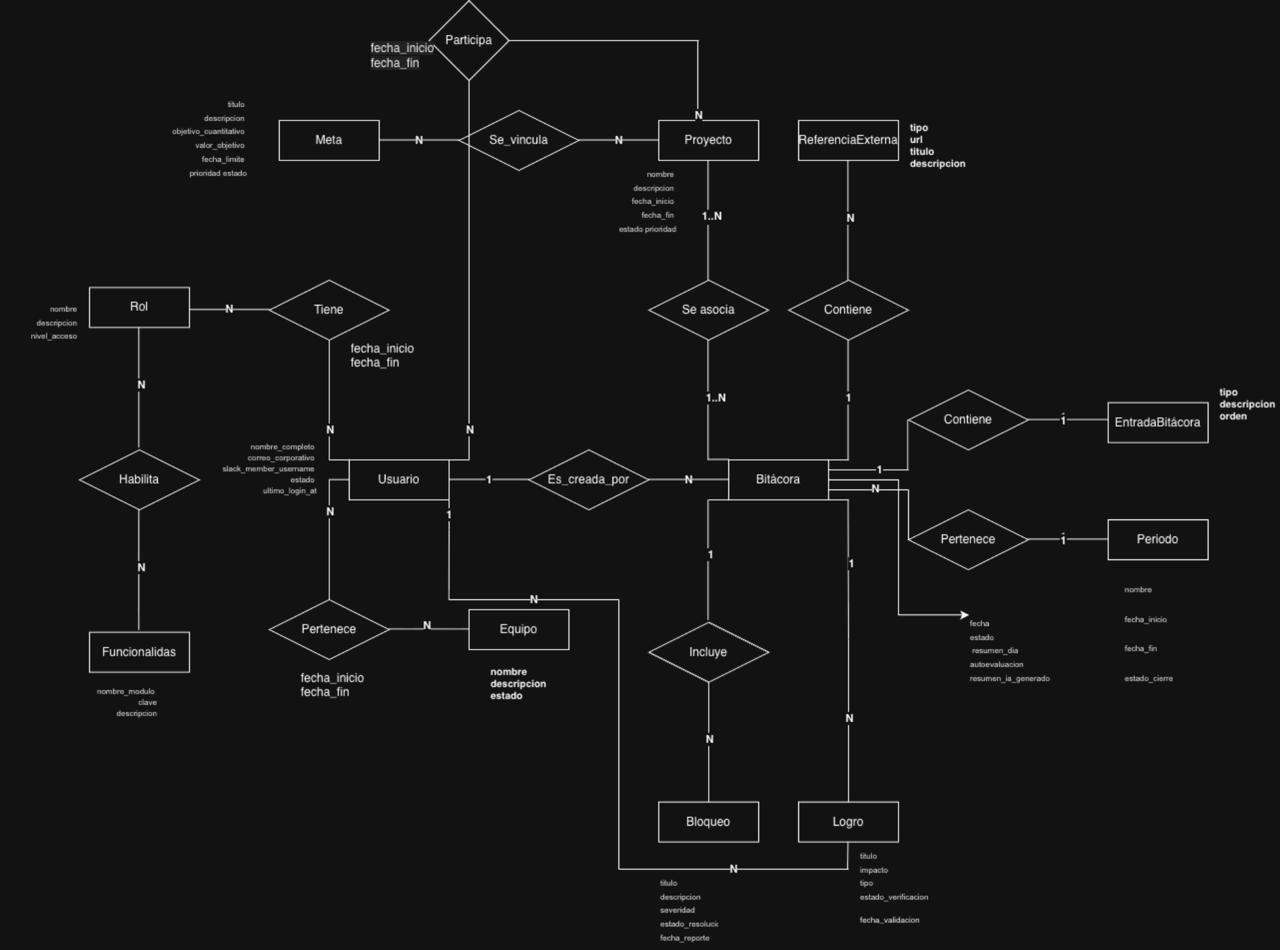 Participa
fecha_inicio
fecha_fin
N
titulo
descripcion
objetivo_cuantitativo
valor_objetivo
fecha_limite
prioridad estado
Meta
N
Se_vincula
N
Proyecto
nombre
descripcion
fecha_inicio
fecha_fin
estado prioridad
ReferenciaExterna
tipo
url
titulo
descripcion
1..N
N
Rol
nombre
descripcion
nivel_acceso
N
Tiene
fecha_inicio
fecha_fin
Se asocia
Contiene
N
1..N
1
N
N
Contiene
1
EntradaBitácora
tipo
descripcion
orden
nombre_completo
correo_corporativo
slack_member_username
estado
ultimo_login_at
Habilita
Usuario
1
Es_creada_por
N
Bitácora
1
N
N
1
Pertenece
1
Periodo
nombre
fecha_inicio
fecha_fin
estado_cierre
N
1
1
N
Pertenece
fecha_inicio
fecha_fin
N
Equipo
nombre
descripcion
estado
fecha
estado
resumen_dia
autoevaluacion
resumen_ia_generado
Funcionalidas
nombre_modulo
clave
descripcion
Incluye
N
N
Bloqueo
Logro
N
titulo
descripcion
severidad
estado_resoluci
fecha_reporte
titulo
impacto
tipo
estado_verificacion
fecha_validacion